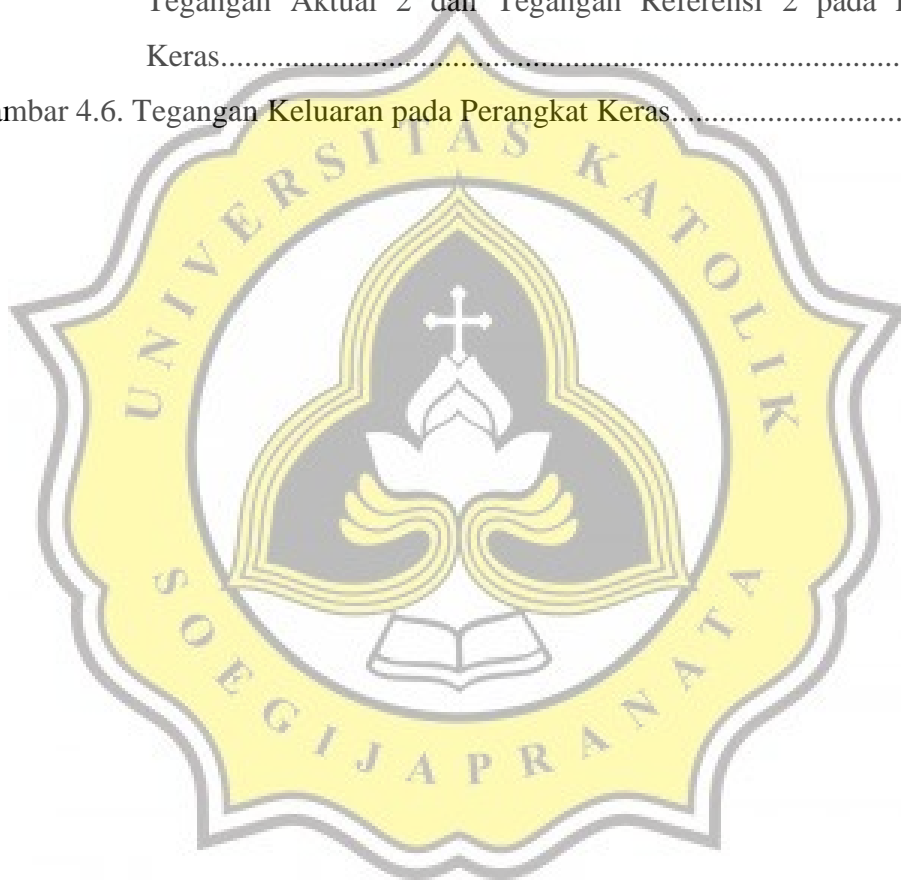 Tegangan Aktual 2 dan Tegangan Referensi 2 pada
Keras....................................................................................
mbar 4.6. Tegangan Keluaran pada Perangkat Keras................................
UNIVERSITAS KATOLIK
SOEGIJAPRANATA